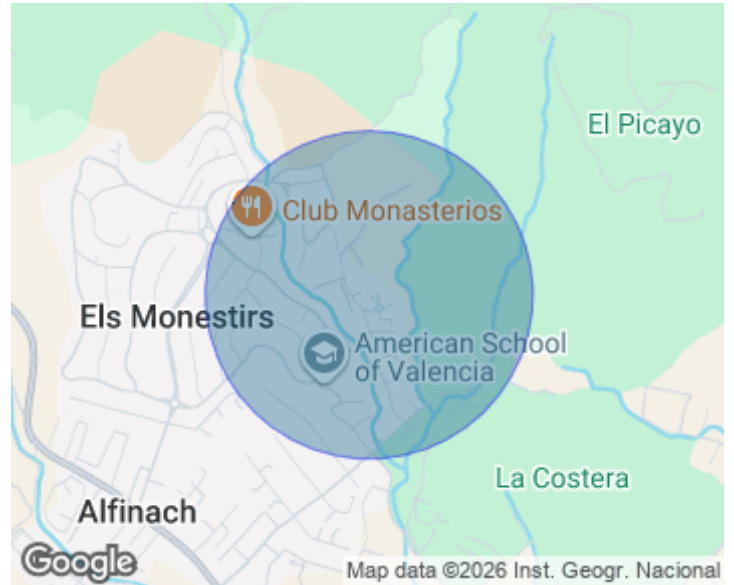 El Picayo
Club Monasterios
Els Monestirs
American School
of Valencia
La Costera
Alfinach
Google
Map data ©2026 Inst. Geogr. Nacional